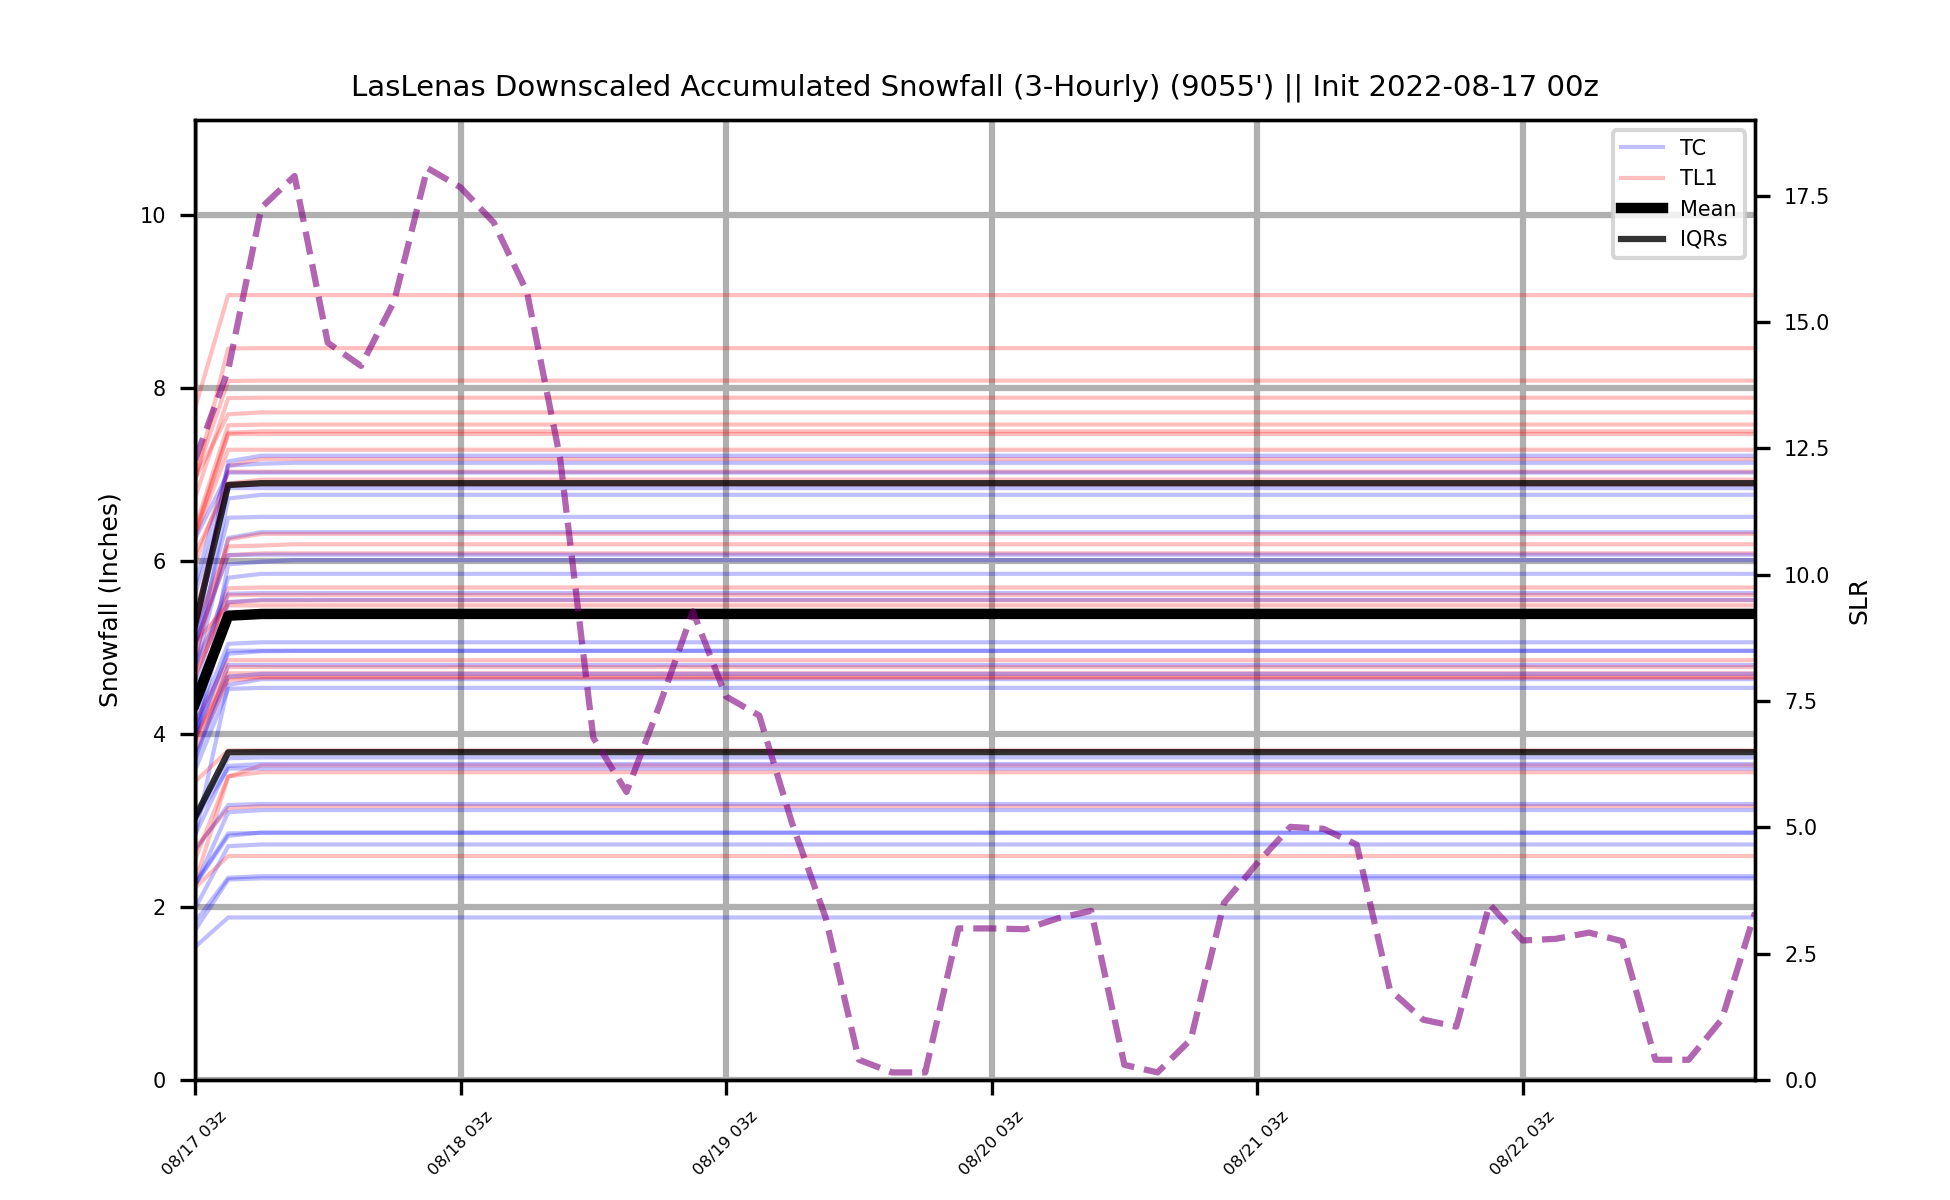 LasLenas Downscaled Accumulated Snowfall (3-Hourly) (9055') || Init 2022-08-17 00z
TC
TL1
Mean
IQRs
Snowfall (Inches)
10
8
6
4
2
0
17.5
15.0
12.5
10.0
7.5
5.0
2.5
0.0
SLR
08/17 03z
08/18 03z
08/19 03z
08/20 03z
08/21 03z
08/22 03z